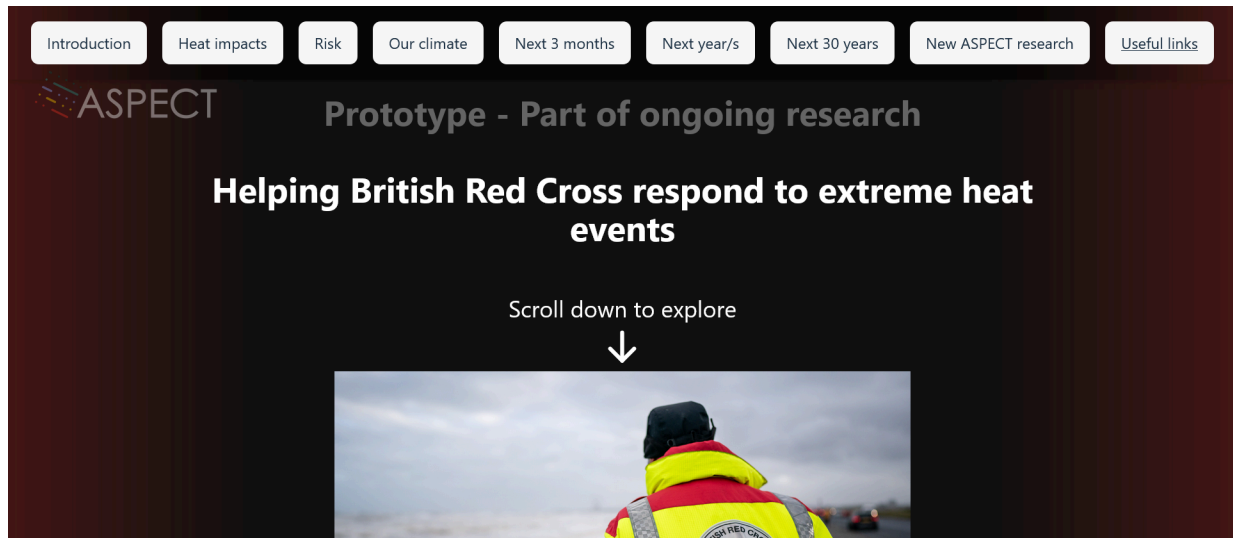 Introduction
Heat impacts
Risk
Our climate
Next 3 months
Next year/s
Next 30 years
New ASPECT research
Useful links
ASPECT
Prototype - Part of ongoing research
Helping British Red Cross respond to extreme heat
events
Scroll down to explore
RED